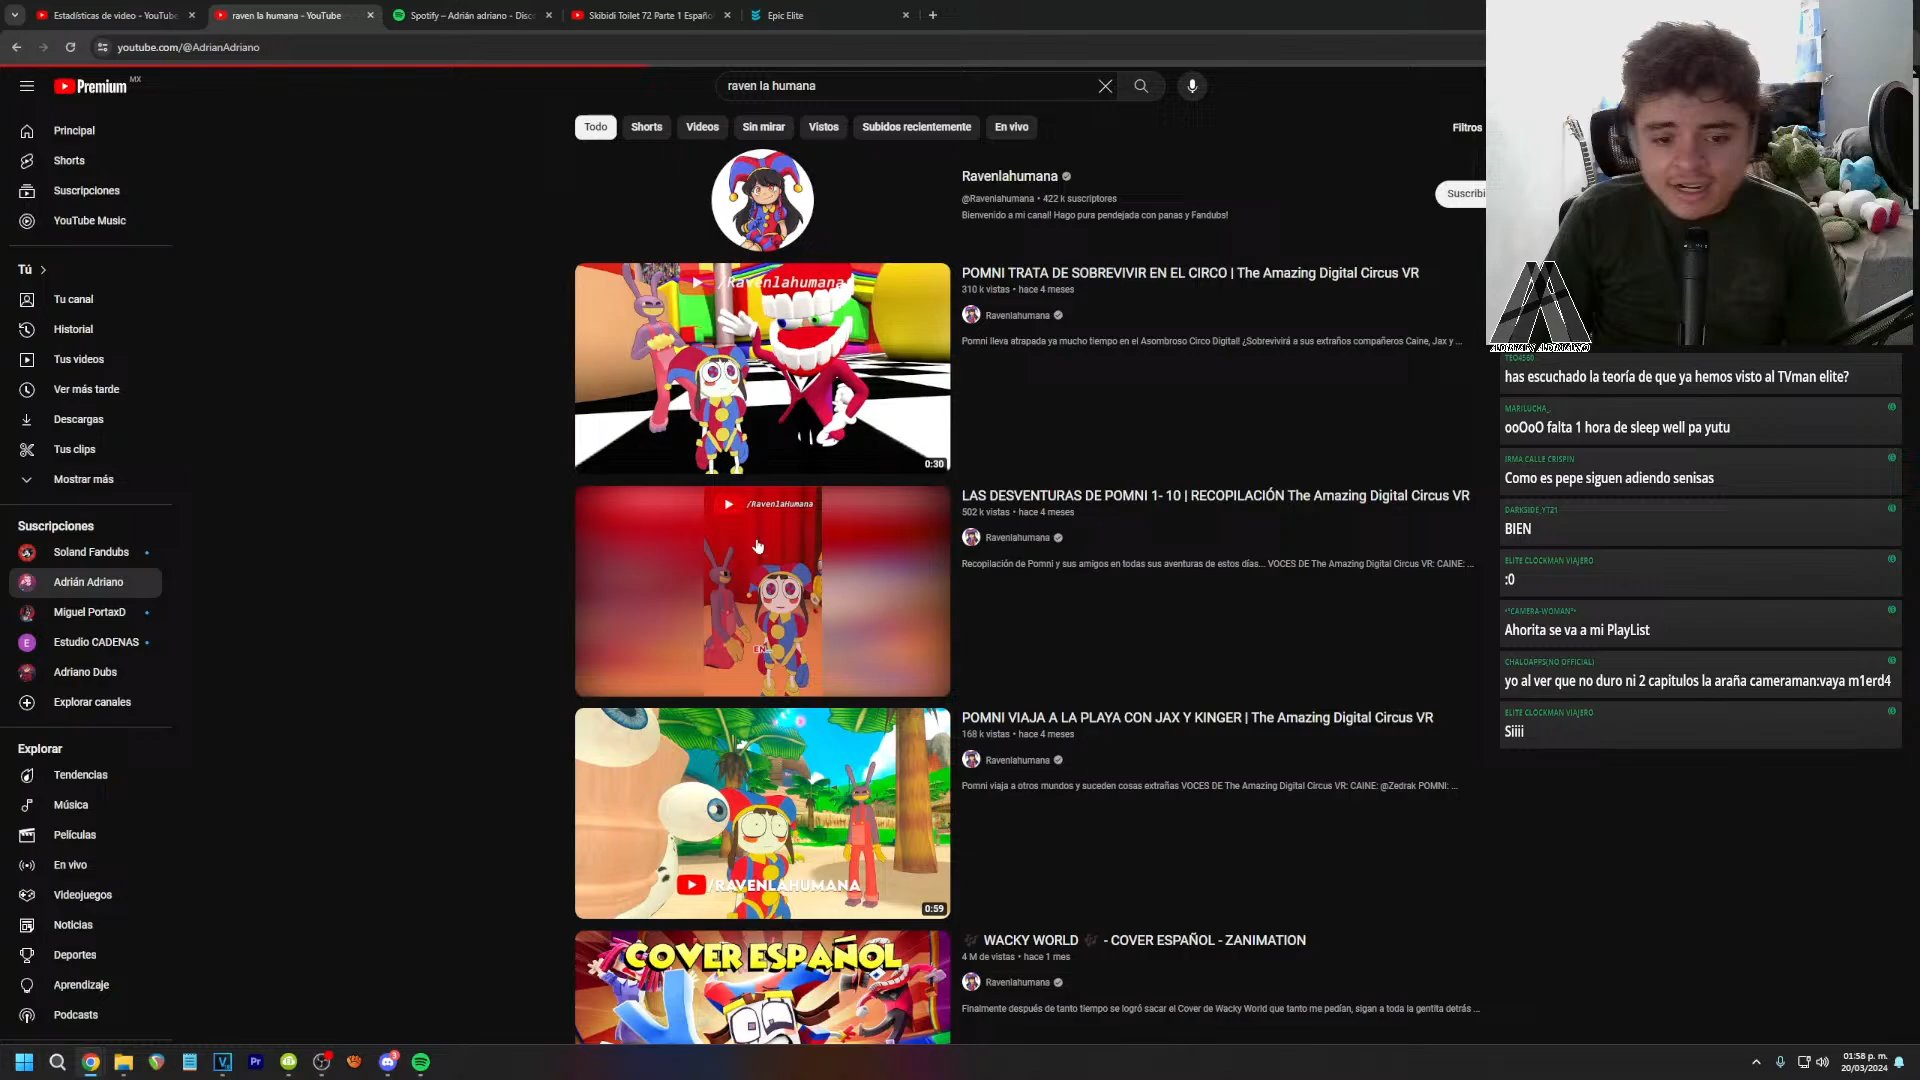 Estadísticas de video - YouTube
raven la humana - YouTube
Spotify – Adrián adriano - Disco
Skibidi Toilet 72 Parte 1 Español
Epic Elite
youtube.com/@AdrianAdriano
Premium MX
raven la humana
Todo
Shorts
Videos
Sin mirar
Vistos
Subidos recientemente
En vivo
Filtros
Principal
Shorts
Suscripciones
YouTube Music
Tú
Tu canal
Historial
Tus videos
Ver más tarde
Descargas
Tus clips
Mostrar más
Suscripciones
Soland Fandubs
Adrián Adriano
Miguel PortaxD
E
Estudio CADENAS
Adriano Dubs
Explorar canales
Explorar
Tendencias
Música
Películas
En vivo
Videojuegos
Noticias
Deportes
Aprendizaje
Podcasts
Ravenlahumana
@Ravenlahumana • 422 k suscriptores
Bienvenido a mi canal! Hago pura pendejada con panas y Fandubs!
Suscribi
/Ravenlahumana
0:30
POMNI TRATA DE SOBREVIVIR EN EL CIRCO | The Amazing Digital Circus VR
310 k vistas • hace 4 meses
Ravenlahumana
Pomni lleva atrapada ya mucho tiempo en el Asombroso Circo Digital! ¿Sobrevivirá a sus extraños compañeros Caine, Jax y ...
/RavenlaHumana
EN
LAS DESVENTURAS DE POMNI 1- 10 | RECOPILACIÓN The Amazing Digital Circus VR
502 k vistas • hace 4 meses
Ravenlahumana
Recopilación de Pomni y sus amigos en todas sus aventuras de estos días... VOCES DE The Amazing Digital Circus VR: CAINE: ...
/RAVENLAHUMANA
0:59
POMNI VIAJA A LA PLAYA CON JAX Y KINGER | The Amazing Digital Circus VR
168 k vistas • hace 4 meses
Ravenlahumana
Pomni viaja a otros mundos y suceden cosas extrañas VOCES DE The Amazing Digital Circus VR: CAINE: @Zedrak POMNI: ...
COVER ESPAÑOL
WACKY WORLD - COVER ESPAÑOL - ZANIMATION
4 M de vistas • hace 1 mes
Ravenlahumana
Finalmente después de tanto tiempo se logró sacar el Cover de Wacky World que tanto me pedían, sigan a toda la gentita detrás ...
ADRIÁN ADRIANO
TEO4560
has escuchado la teoría de que ya hemos visto al TVman elite?
MARILUCHA_
ooOoO falta 1 hora de sleep well pa yutu
IRMA CALLE CRISPIN
Como es pepe siguen adiendo senisas
DARKSIDE_YT21
BIEN
ELITE CLOCKMAN VIAJERO
:0
*°CAMERA-WOMAN°*
Ahorita se va a mi PlayList
CHALOAPPS(NO OFFICIAL)
yo al ver que no duro ni 2 capitulos la araña cameraman:vaya m1erd4
ELITE CLOCKMAN VIAJERO
Siiii
Pr
3
01:58 p. m.
20/03/2024